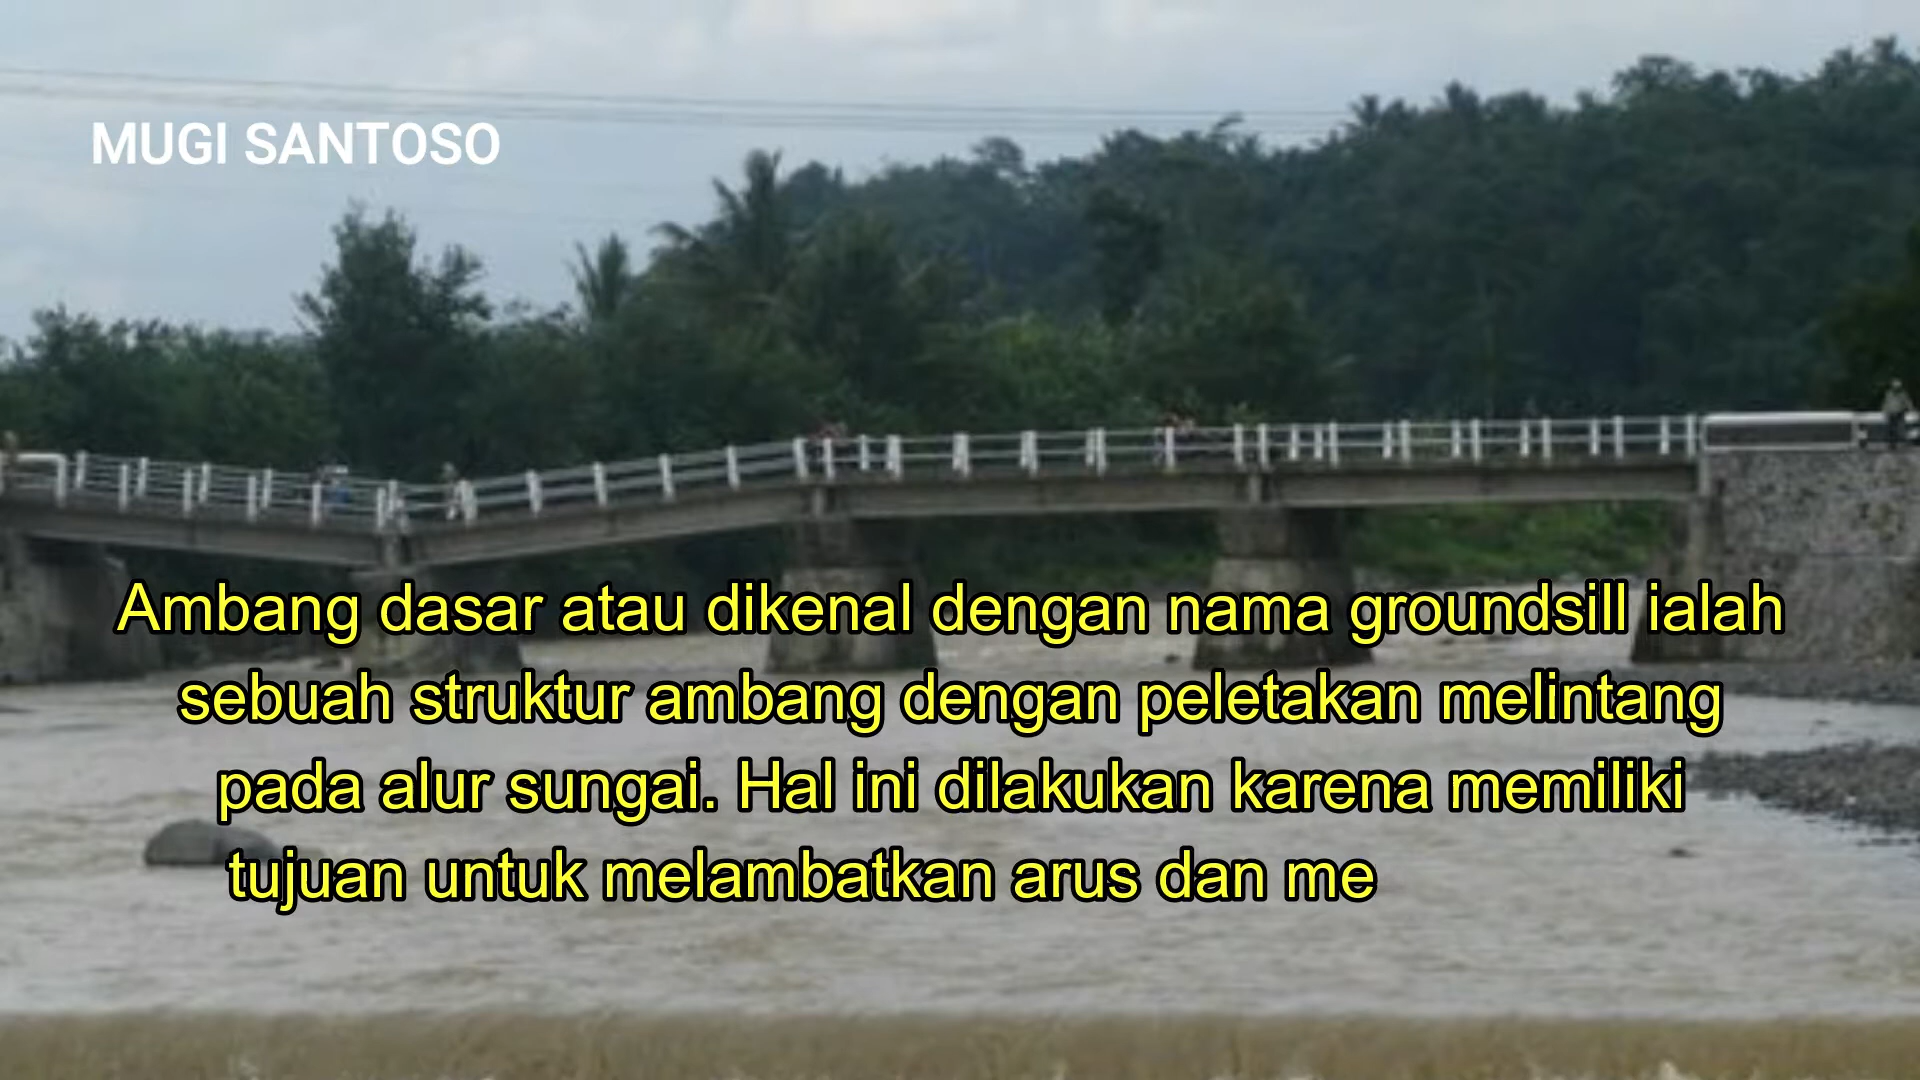 MUGI SANTOSO
Ambang dasar atau dikenal dengan nama groundsill ialah
sebuah struktur ambang dengan peletakan melintang
pada alur sungai. Hal ini dilakukan karena memiliki
tujuan untuk melambatkan arus dan me